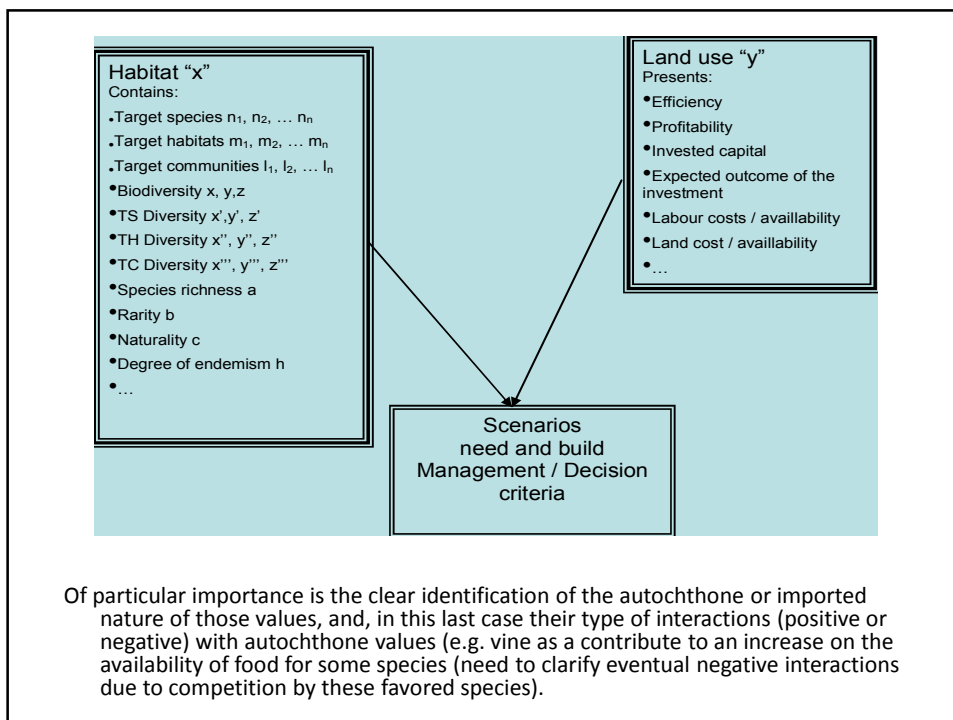 Habitat “x”
Contains:
•Target species n₁, n₂, … nₙ
•Target habitats m₁, m₂, … mₙ
•Target communities l₁, l₂, … lₙ
•Biodiversity x, y,z
•TS Diversity x’,y’, z’
•TH Diversity x’’, y’’, z’’
•TC Diversity x’’’, y’’’, z’’’
•Species richness a
•Rarity b
•Naturality c
•Degree of endemism h
•…
Land use “y”
Presents:
•Efficiency
•Profitability
•Invested capital
•Expected outcome of the
investment
•Labour costs / availlability
•Land cost / availlability
•…
Scenarios
need and build
Management / Decision
criteria
Of particular importance is the clear identification of the autochthone or imported
nature of those values, and, in this last case their type of interactions (positive or
negative) with autochthone values (e.g. vine as a contribute to an increase on the
availability of food for some species (need to clarify eventual negative interactions
due to competition by these favored species).